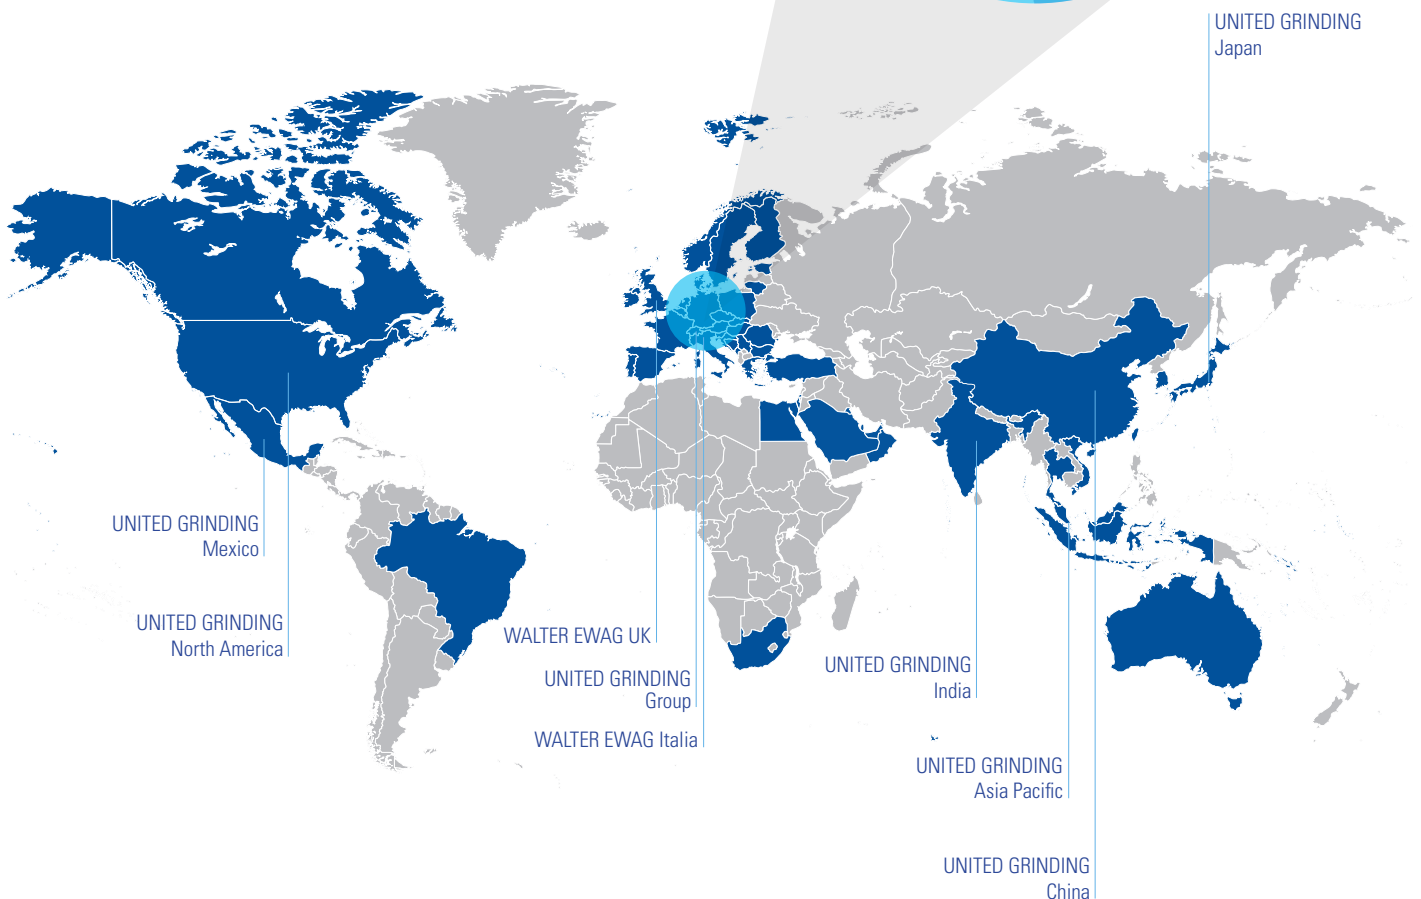 UNITED GRINDING
Japan
UNITED GRINDING
Mexico
UNITED GRINDING
North America
WALTER EWAG UK
UNITED GRINDING
Group
WALTER EWAG Italia
UNITED GRINDING
India
UNITED GRINDING
Asia Pacific
UNITED GRINDING
China